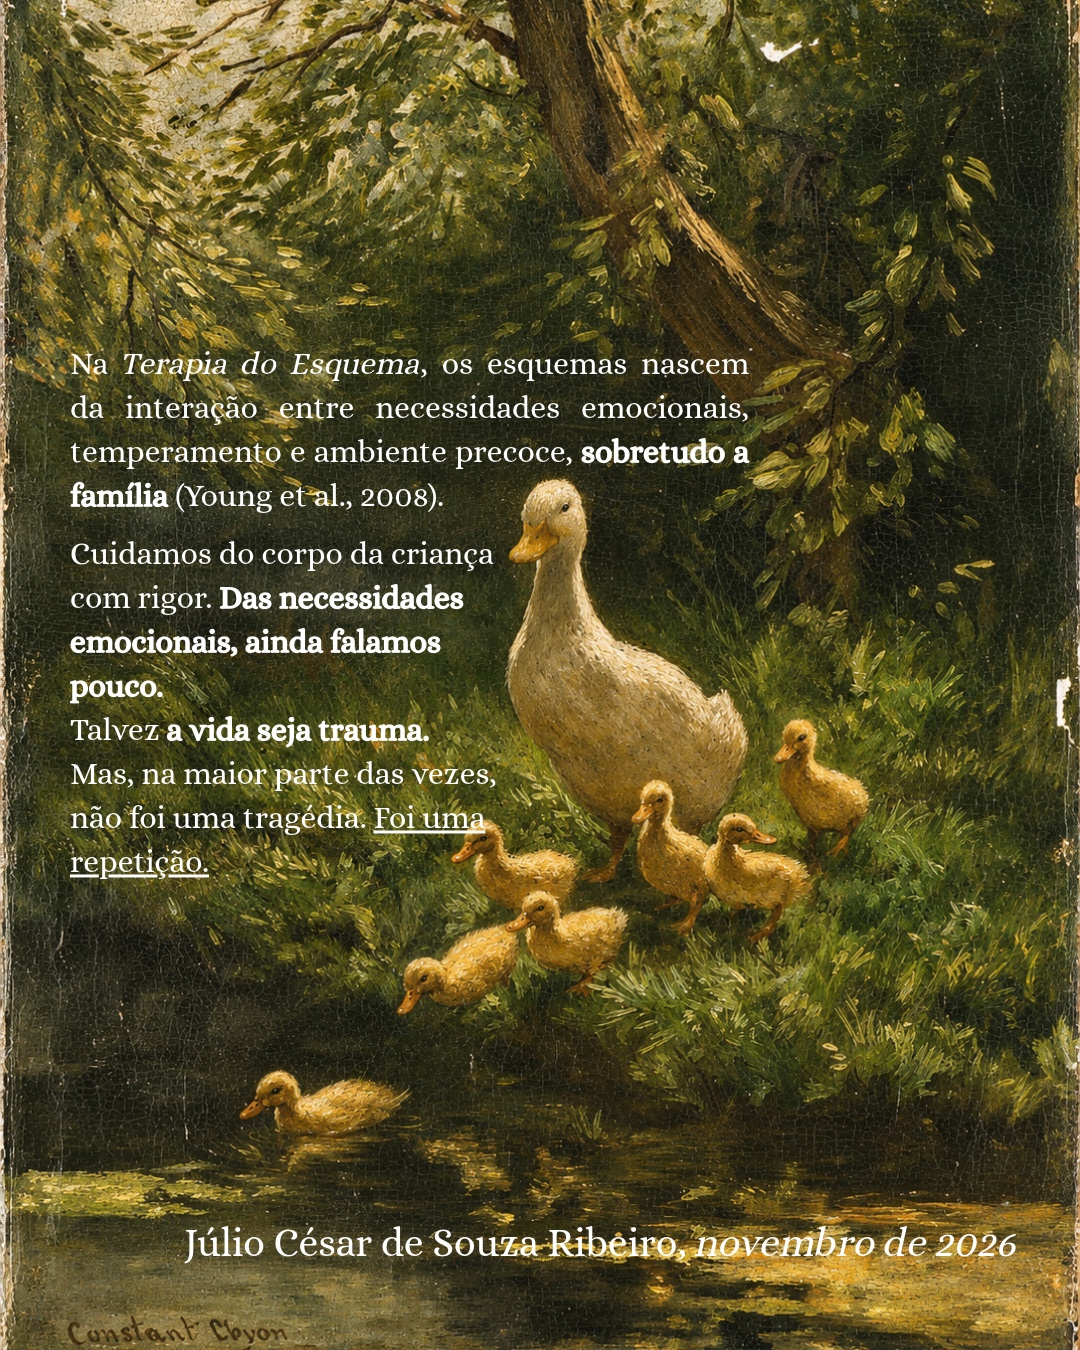 Na Terapia do Esquema, os esquemas nascem
da interação entre necessidades emocionais,
temperamento e ambiente precoce, sobretudo a
família (Young et al., 2008).
Cuidamos do corpo da criança
com rigor. Das necessidades
emocionais, ainda falamos
pouco.
Talvez a vida seja trauma.
Mas, na maior parte das vezes,
não foi uma tragédia. Foi uma
repetição.
Júlio César de Souza Ribeiro, novembro de 2026
Constant Cbyon